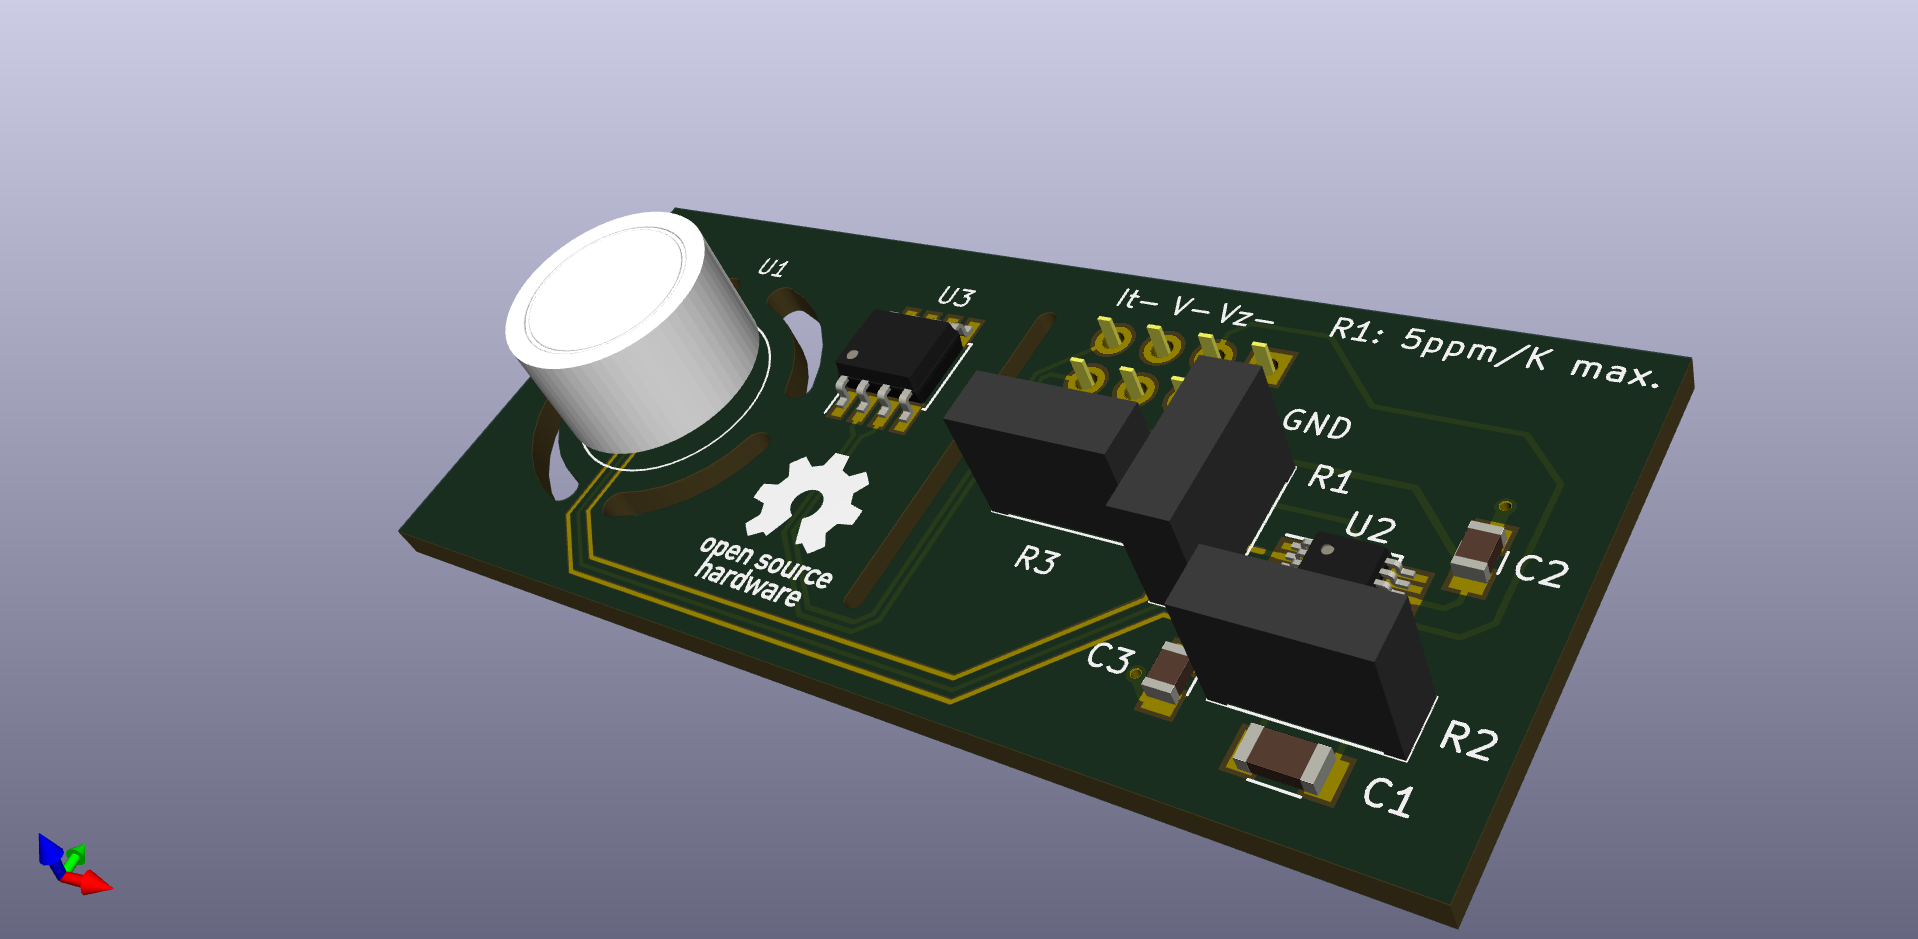 U1
U3
It- V- Vz-
R1: 5ppm/K max.
GND
R1
U2
C2
R3
open source
hardware
C3
R2
C1